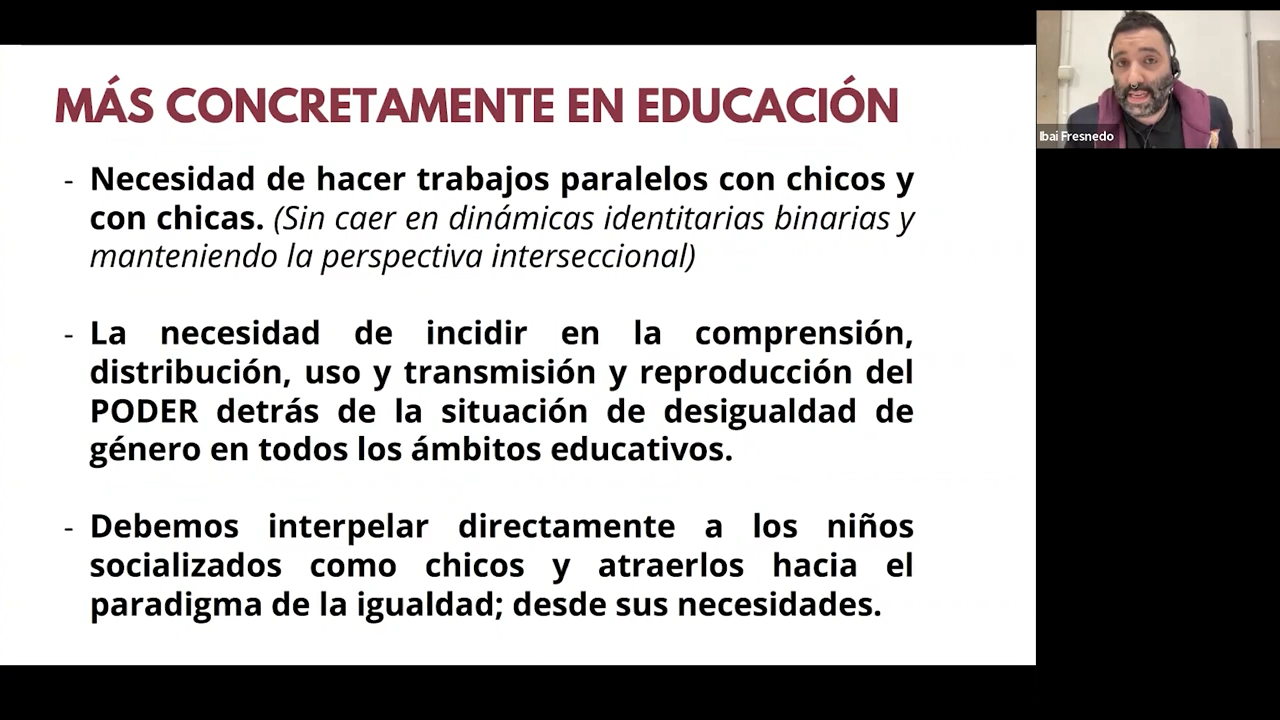 MÁS CONCRETAMENTE EN EDUCACIÓN
- Necesidad de hacer trabajos paralelos con chicos y
con chicas. (Sin caer en dinámicas identitarias binarias y
manteniendo la perspectiva interseccional)
- La necesidad de incidir en la comprensión,
distribución, uso y transmisión y reproducción del
PODER detrás de la situación de desigualdad de
género en todos los ámbitos educativos.
- Debemos interpelar directamente a los niños
socializados como chicos y atraerlos hacia el
paradigma de la igualdad; desde sus necesidades.
Ibai Fresnedo